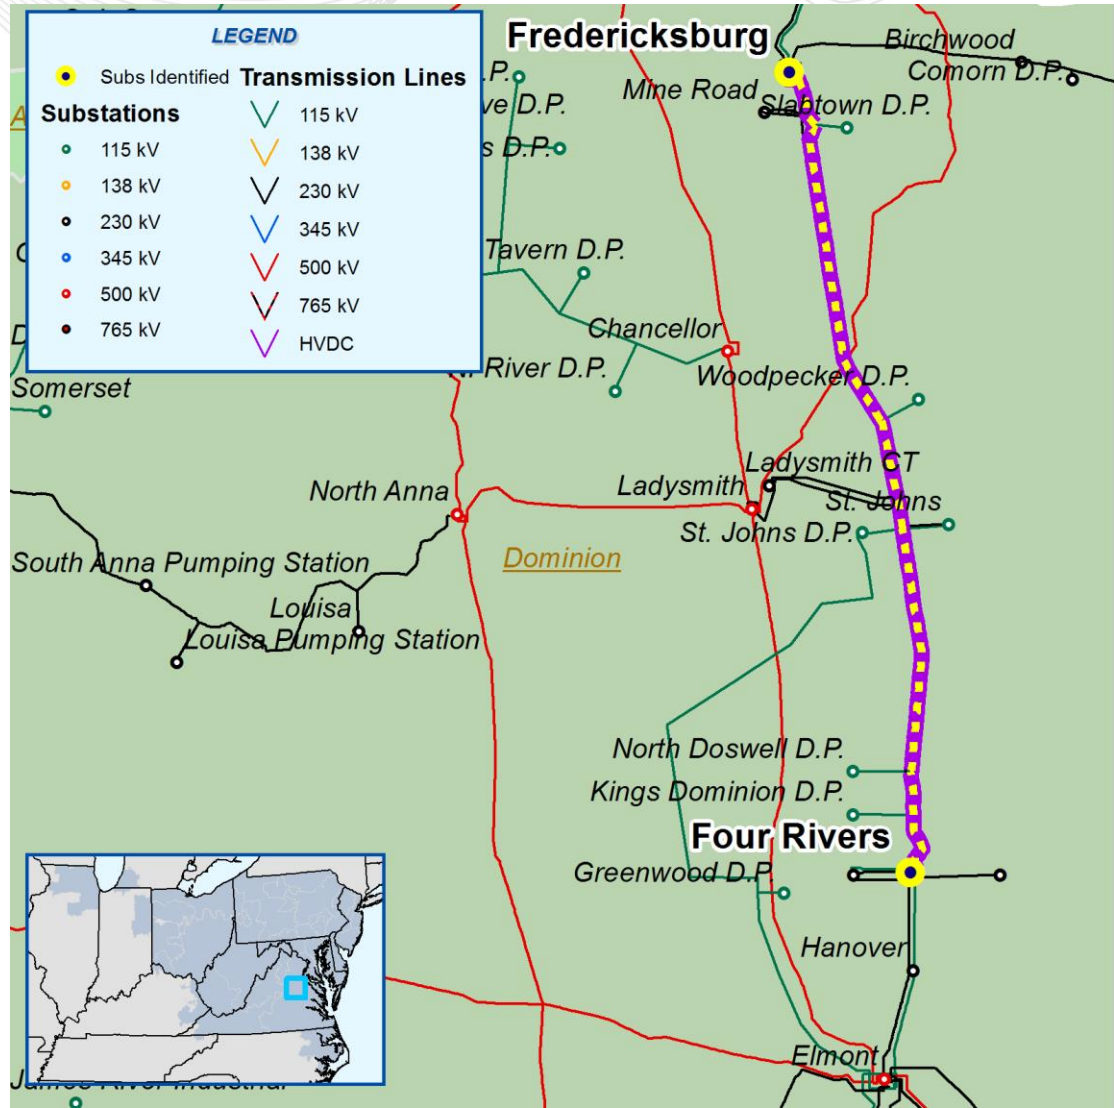 Fredericksburg
Birchwood
Comorn D.P.
Mine Road
Slabtown D.P.
LEGEND
Subs Identified
Substations
115 kV
138 kV
230 kV
345 kV
500 kV
765 kV
Transmission Lines
115 kV
138 kV
230 kV
345 kV
500 kV
765 kV
HVDC
.P.
ve D.P.
s D.P.
Tavern D.P.
Chancellor
River D.P.
Woodpecker D.P.
Somerset
Ladysmith CT
North Anna
Ladysmith
St. Johns
St. Johns D.P.
South Anna Pumping Station
Dominion
Louisa
Louisa Pumping Station
North Doswell D.P.
Kings Dominion D.P.
Four Rivers
Greenwood D.P.
Hanover
Elmont